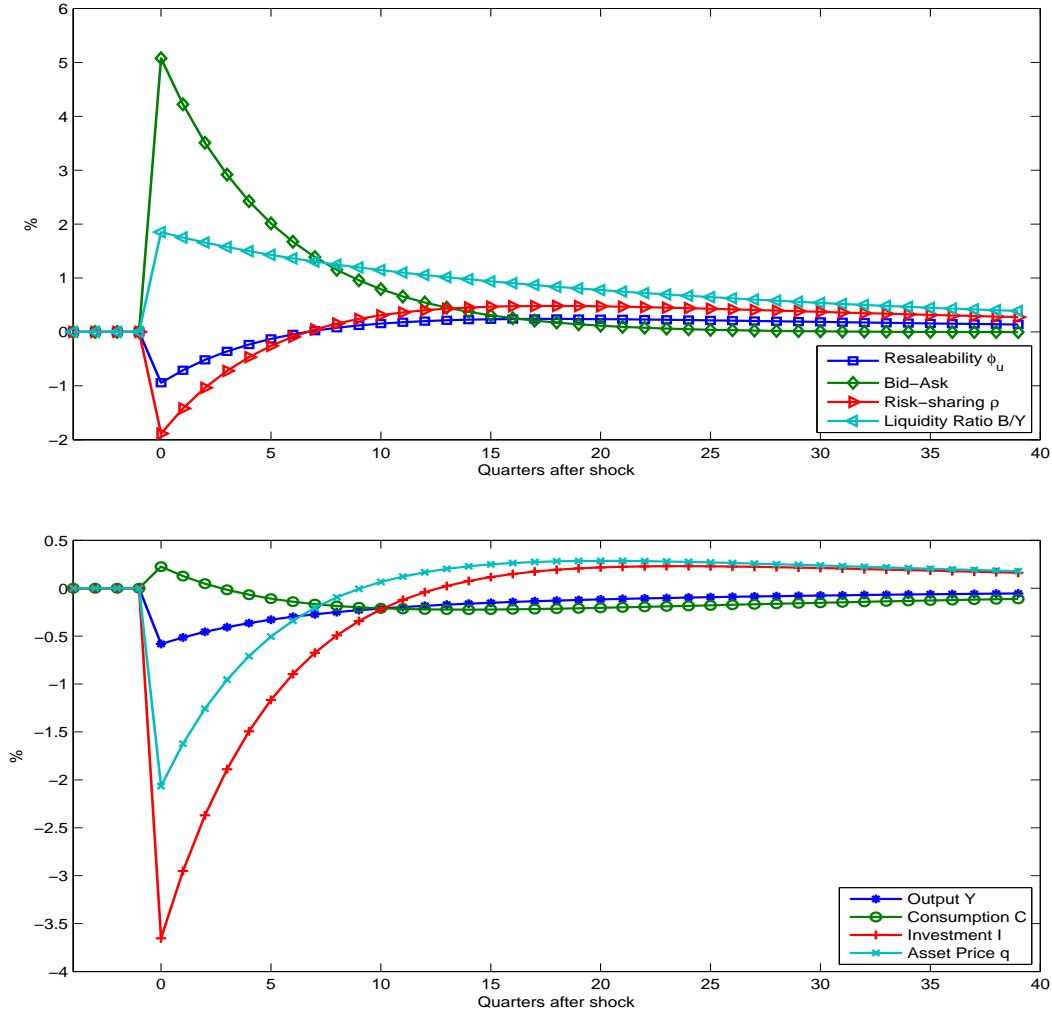 6
5
4
3
2
1
0
−1
−2
%
0 5 10 15 20 25 30 35 40
Quarters after shock
Resaleability ϕ_u
Bid−Ask
Risk−sharing ρ
Liquidity Ratio B/Y
0.5
0
−0.5
−1
−1.5
−2
−2.5
−3
−3.5
−4
%
0 5 10 15 20 25 30 35 40
Quarters after shock
Output Y
Consumption C
Investment I
Asset Price q